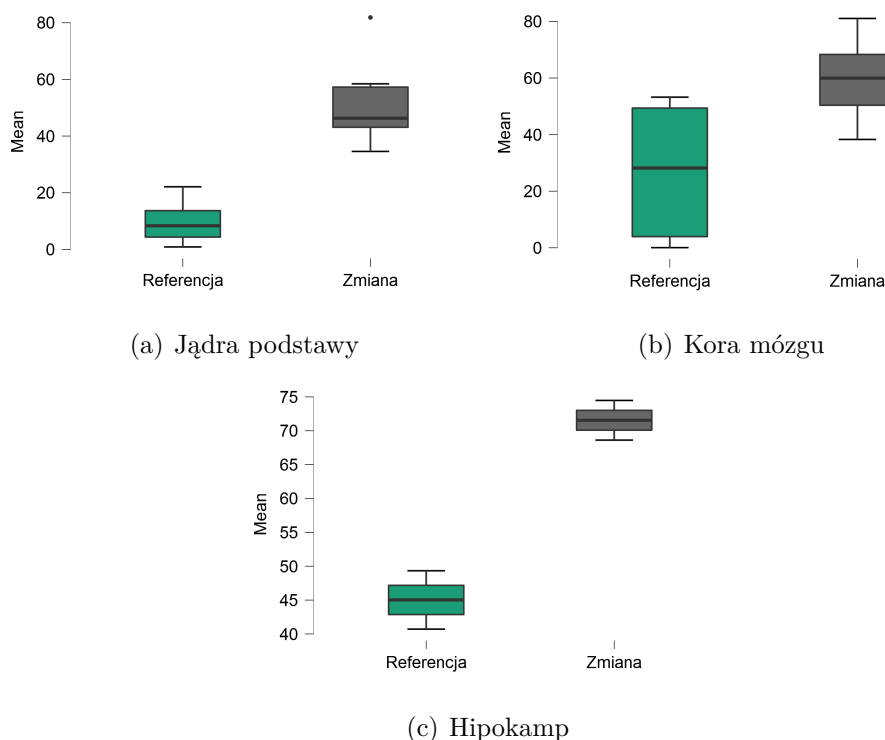 80
60
40
20
0
Mean
Referencja
Zmiana
(a) Jądra podstawy
80
60
40
20
0
Mean
Referencja
Zmiana
(b) Kora mózgu
75
70
65
60
55
50
45
40
Mean
Referencja
Zmiana
(c) Hipokamp